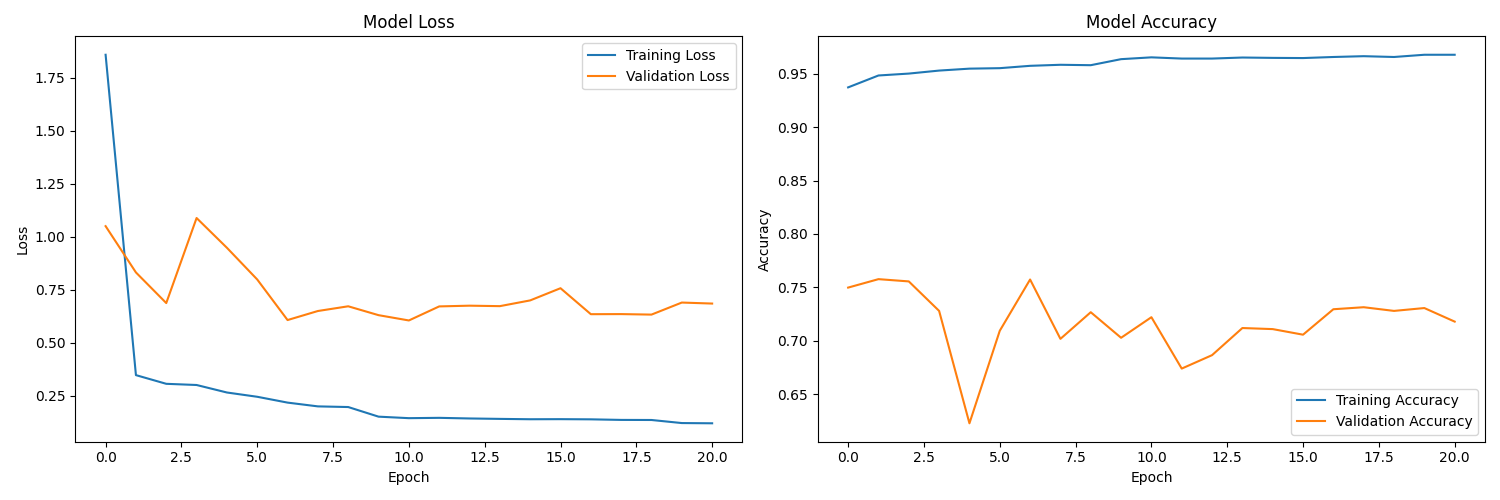 Model Loss
Training Loss
Validation Loss
1.75
1.50
1.25
1.00
0.75
0.50
0.25
Loss
0.0 2.5 5.0 7.5 10.0 12.5 15.0 17.5 20.0
Epoch
Model Accuracy
0.95
0.90
0.85
0.80
0.75
0.70
0.65
Accuracy
Training Accuracy
Validation Accuracy
0.0 2.5 5.0 7.5 10.0 12.5 15.0 17.5 20.0
Epoch